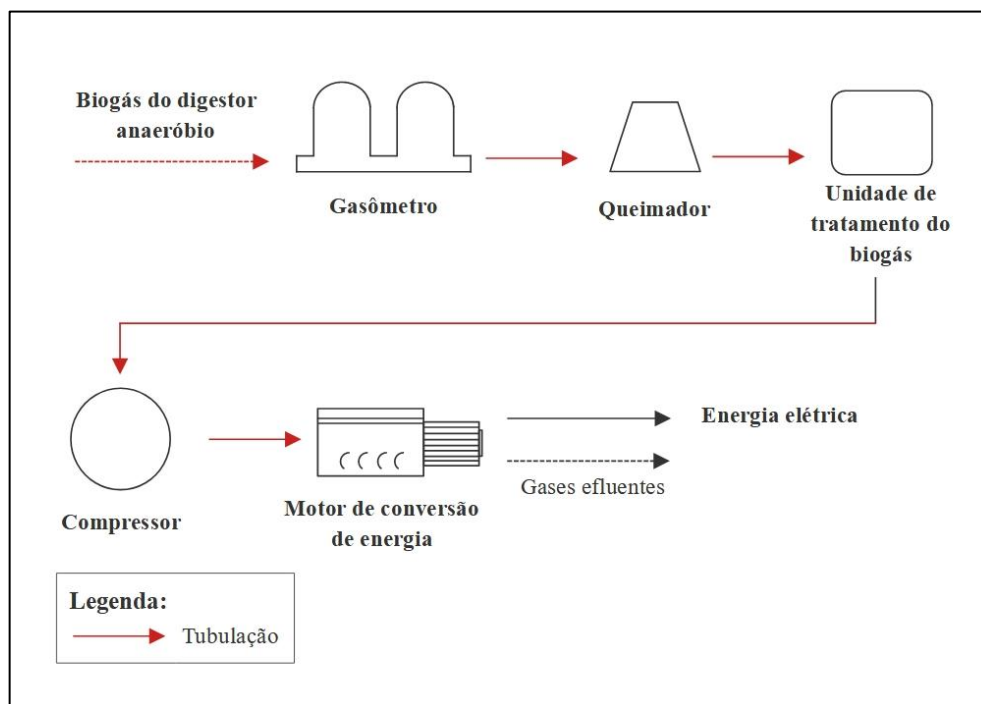 Biogás do digestor
anaeróbio
Gasômetro
Queimador
Unidade de
tratamento do
biogás
Compressor
Motor de conversão
de energia
Energia elétrica
Gases efluentes
Legenda:
Tubulação